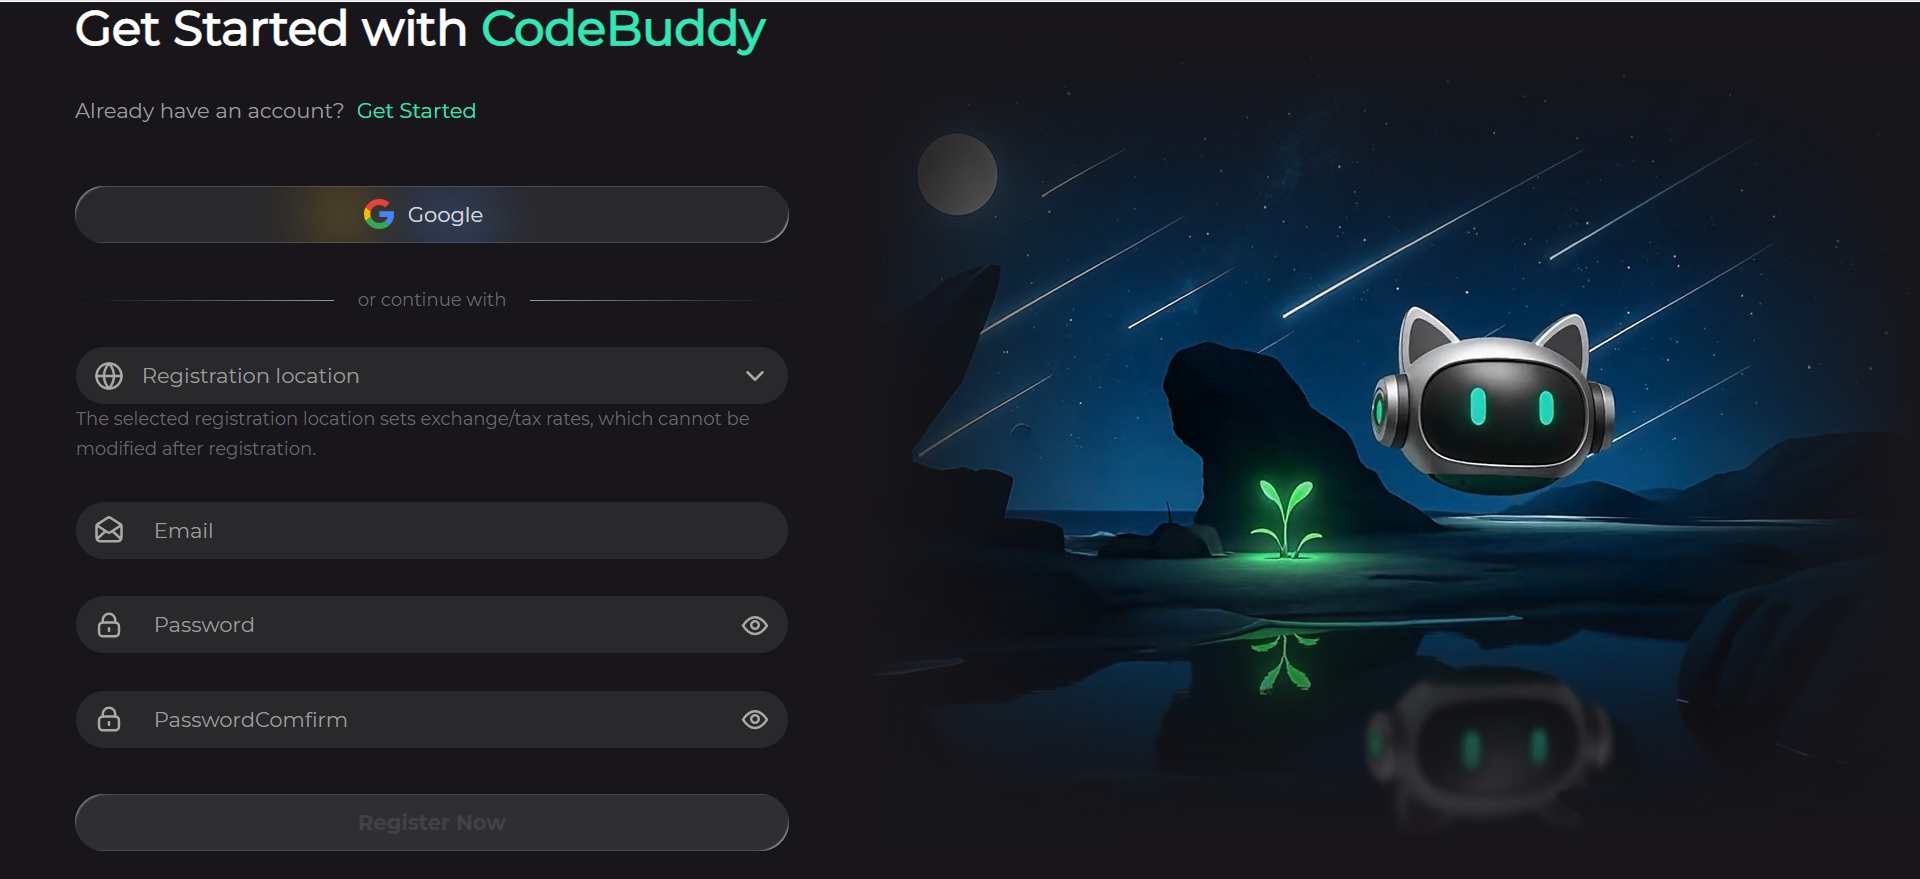 Get Started with CodeBuddy
Already have an account? Get Started
Google
or continue with
Registration location
The selected registration location sets exchange/tax rates, which cannot be
modified after registration.
Email
Password
PasswordComfirm
Register Now